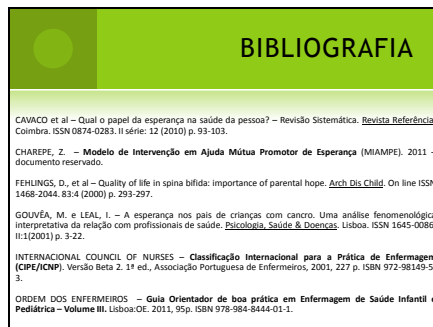 BIBLIOGRAFIA
CAVACO et al – Qual o papel da esperança na saúde da pessoa? – Revisão Sistemática. Revista Referência.
Coimbra. ISSN 0874-0283. II série: 12 (2010) p. 93-103.
CHAREPE, Z. – Modelo de Intervenção em Ajuda Mútua Promotor de Esperança (MIAMPE). 2011 –
documento reservado.
FEHLINGS, D., et al – Quality of life in spina bifida: importance of parental hope. Arch Dis Child. On line ISSN
1468-2044. 83:4 (2000) p. 293-297.
GOUVÊA, M. e LEAL, I. – A esperança nos pais de crianças com cancro. Uma análise fenomenológica
interpretativa da relação com profissionais de saúde. Psicologia, Saúde & Doenças. Lisboa. ISSN 1645-0086.
II:1(2001) p. 3-22.
INTERNACIONAL COUNCIL OF NURSES – Classificação Internacional para a Prática de Enfermagem
(CIPE/ICNP). Versão Beta 2. 1ª ed., Associação Portuguesa de Enfermeiros, 2001, 227 p. ISBN 972-98149-5-
3.
ORDEM DOS ENFERMEIROS – Guia Orientador de boa prática em Enfermagem de Saúde Infantil e
Pediátrica – Volume III. Lisboa:OE. 2011, 95p. ISBN 978-984-8444-01-1.